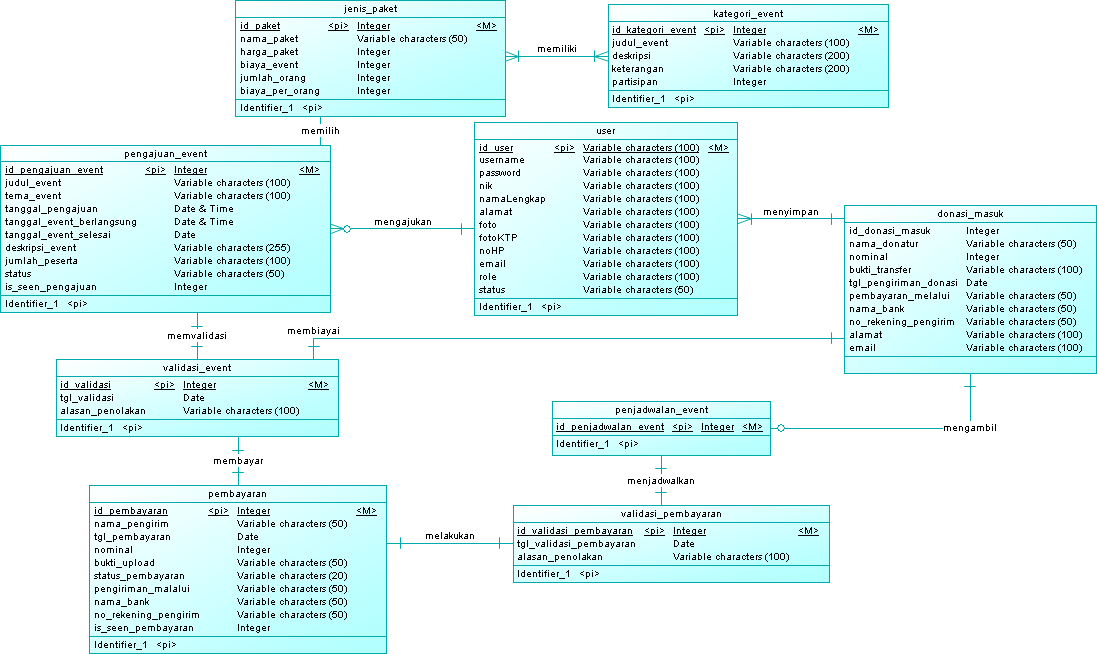 jenis_paket
id_paket <pi> Integer <M>
nama_paket Variable characters (50)
harga_paket Integer
biaya_event Integer
jumlah_orang Integer
biaya_per_orang Integer
Identifier_1 <pi>
memiliki
kategori_event
id_kategori_event <pi> Integer <M>
judul_event Variable characters (100)
deskripsi Variable characters (200)
keterangan Variable characters (200)
partisipan Integer
Identifier_1 <pi>
memilih
pengajuan_event
id_pengajuan_event <pi> Integer <M>
judul_event Variable characters (100)
tema_event Variable characters (100)
tanggal_pengajuan Date & Time
tanggal_event_berlangsung Date & Time
tanggal_event_selesai Date
deskripsi_event Variable characters (255)
jumlah_peserta Variable characters (100)
status Variable characters (50)
is_seen_pengajuan Integer
Identifier_1 <pi>
mengajukan
user
id_user <pi> Variable characters (100) <M>
username Variable characters (100)
password Variable characters (100)
nik Variable characters (100)
namaLengkap Variable characters (100)
alamat Variable characters (100)
foto Variable characters (100)
fotoKTP Variable characters (100)
noHP Variable characters (100)
email Variable characters (100)
role Variable characters (100)
status Variable characters (50)
Identifier_1 <pi>
menyimpan
donasi_masuk
id_donasi_masuk Integer
nama_donatur Variable characters (50)
nominal Integer
bukti_transfer Variable characters (100)
tgl_pengiriman_donasi Date
pembayaran_melalui Variable characters (50)
nama_bank Variable characters (50)
no_rekening_pengirim Variable characters (50)
alamat Variable characters (100)
email Variable characters (100)
memvalidasi
membiayai
validasi_event
id_validasi <pi> Integer <M>
tgl_validasi Date
alasan_penolakan Variable characters (100)
Identifier_1 <pi>
penjadwalan_event
id_penjadwalan_event <pi> Integer <M>
Identifier_1 <pi>
mengambil
membayar
menjadwalkan
pembayaran
id_pembayaran <pi> Integer <M>
nama_pengirim Variable characters (50)
tgl_pembayaran Date
nominal Integer
bukti_upload Variable characters (50)
status_pembayaran Variable characters (20)
pengiriman_malalui Variable characters (50)
nama_bank Variable characters (50)
no_rekening_pengirim Variable characters (50)
is_seen_pembayaran Integer
Identifier_1 <pi>
melakukan
validasi_pembayaran
id_validasi_pembayaran <pi> Integer <M>
tgl_validasi_pembayaran Date
alasan_penolakan Variable characters (100)
Identifier_1 <pi>